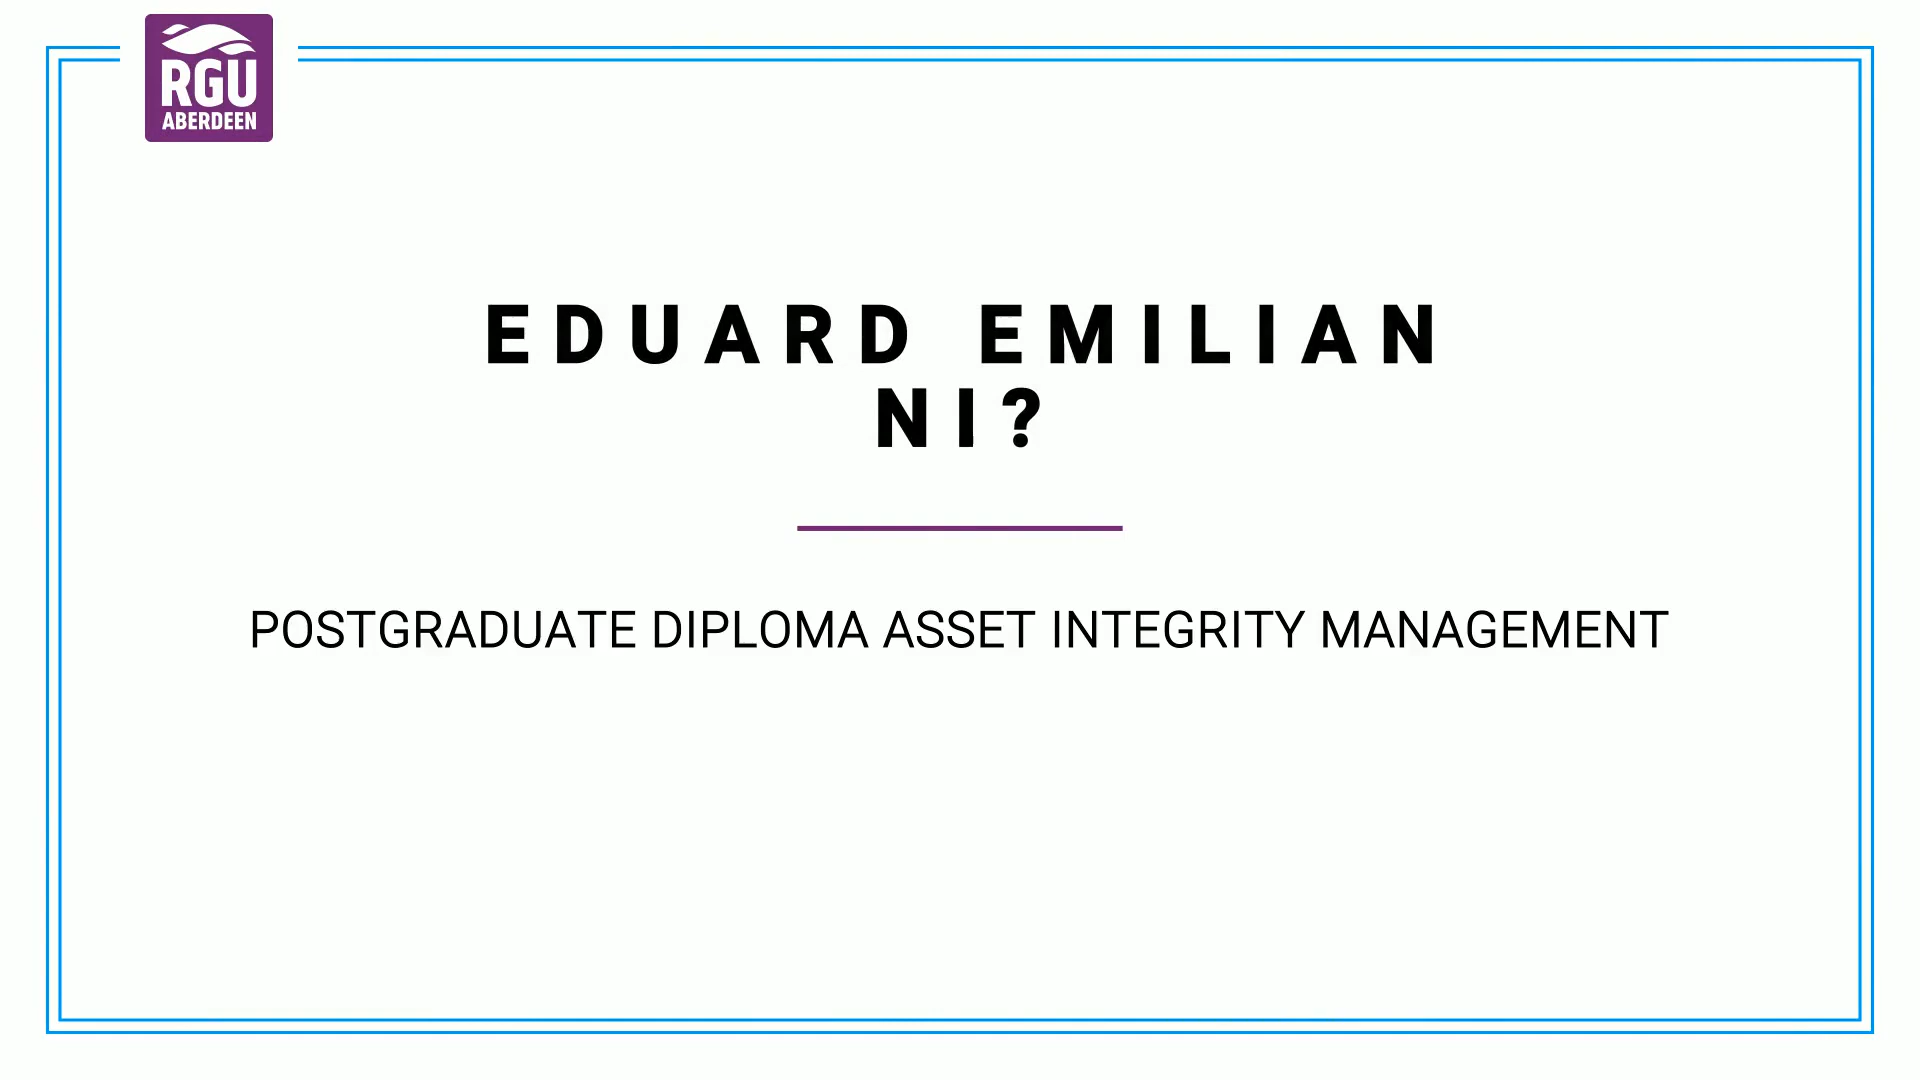 RGU
ABERDEEN
EDUARD EMILIAN
NI?
POSTGRADUATE DIPLOMA ASSET INTEGRITY MANAGEMENT